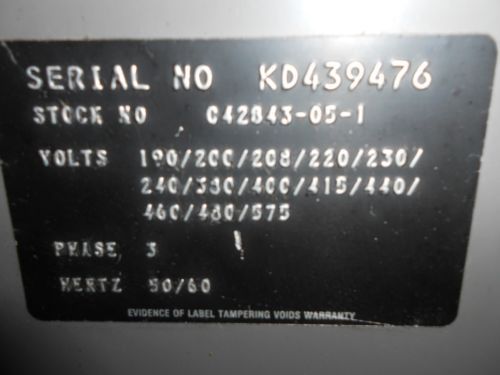 SERIAL NO KD439476
STOCK NO C42843-05-1
VOLTS 190/200/208/220/230/
240/380/400/415/440/
460/480/575
PHASE 3
HERTZ 50/60
EVIDENCE OF LABEL TAMPERING VOIDS WARRANTY